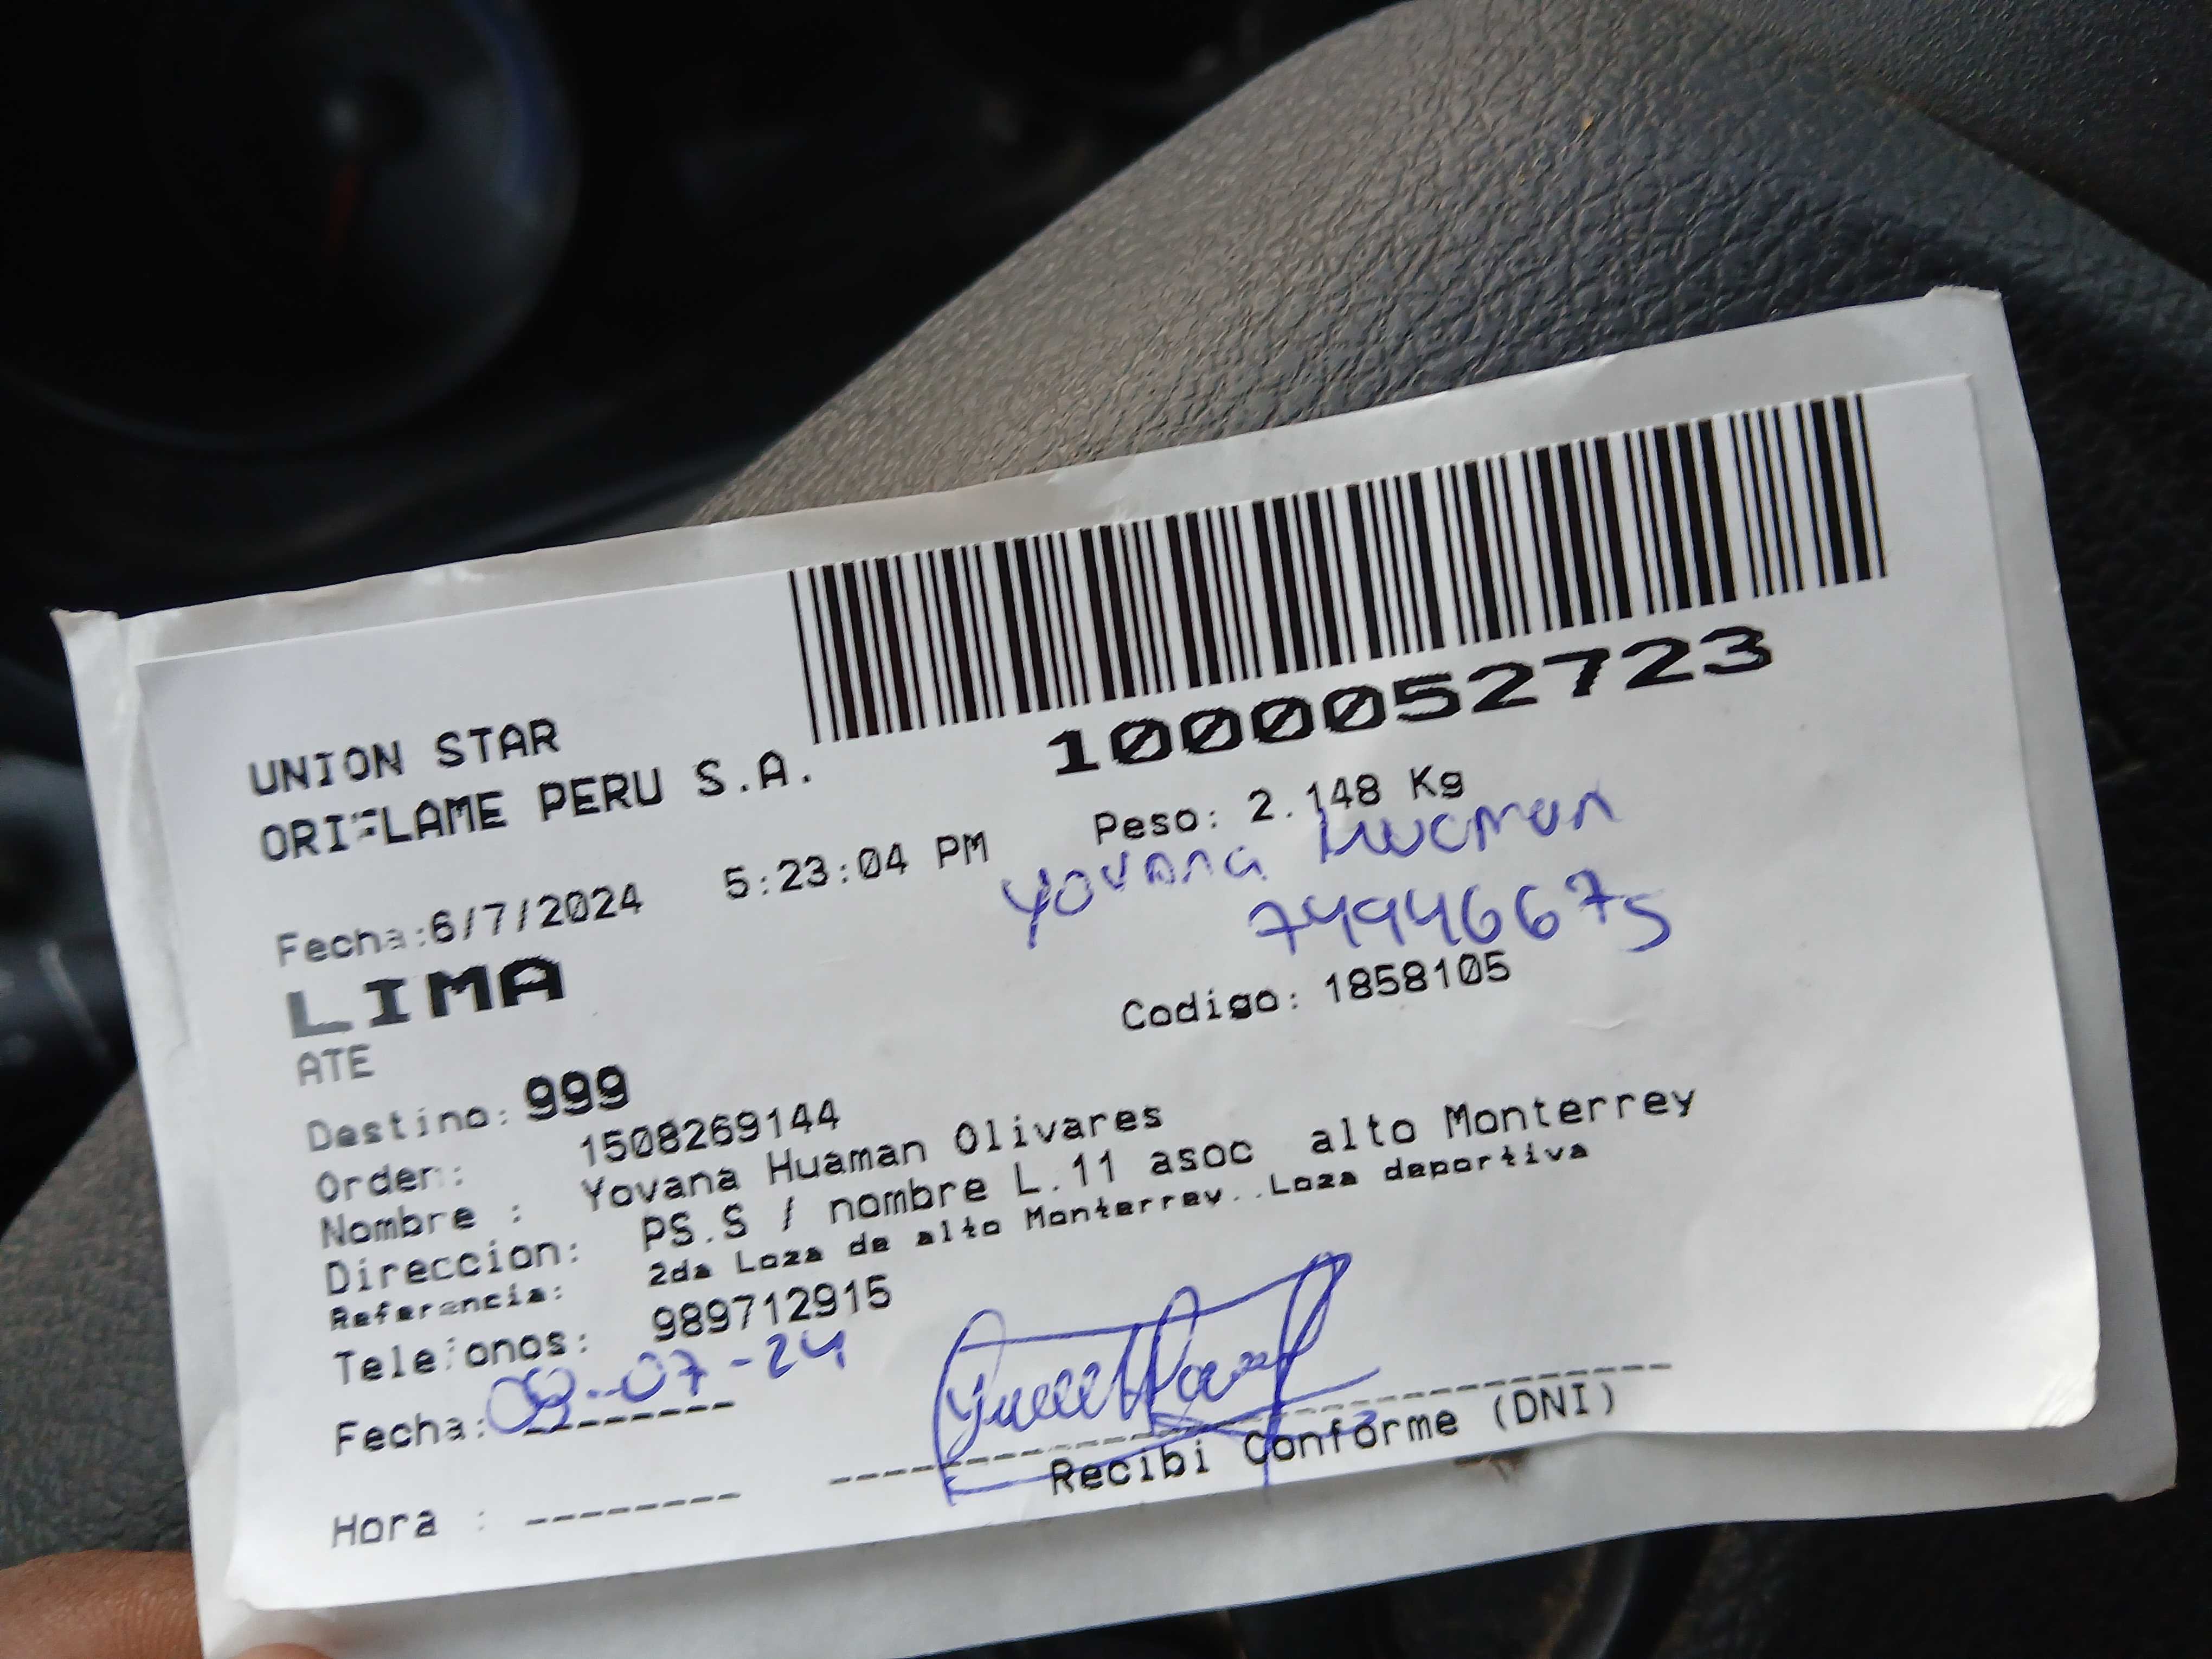 1000052723
UNION STAR
ORIFLAME PERU S.A.
Fecha:6/7/2024 5:23:04 PM Peso: 2.148 Kg
Yovana Huaman
74946675
LIMA
ATE
Codigo: 1858105
Destino: 999
Orden: 1508269144
Nombre : Yovana Huaman Olivares
Direccion: PS.S / nombre L.11 asoc alto Monterrey
Referencia: 2da Loza de alto Monterrey..Loza deportiva
Telefonos: 989712915
Fecha: -07-24
Hora :
Recibi Conforme (DNI)